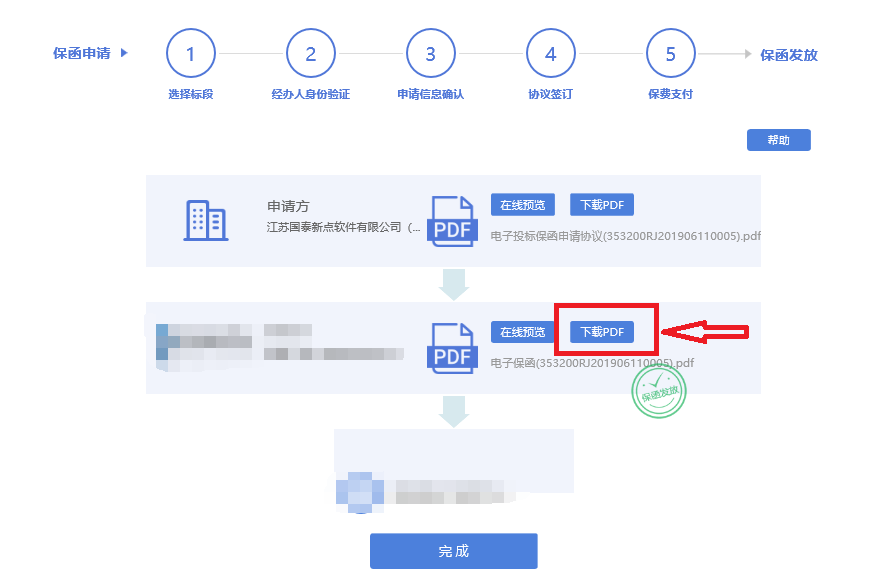 保函申请
1
2
3
4
5
保函发放
选择标段
经办人身份验证
申请信息确认
协议签订
保费支付
帮助
申请方
江苏国泰新点软件有限公司（...
PDF
在线预览
下载PDF
电子投标保函申请协议(353200RJ201906110005).pdf
PDF
在线预览
下载PDF
电子保函(353200RJ201906110005).pdf
保函发放
完成